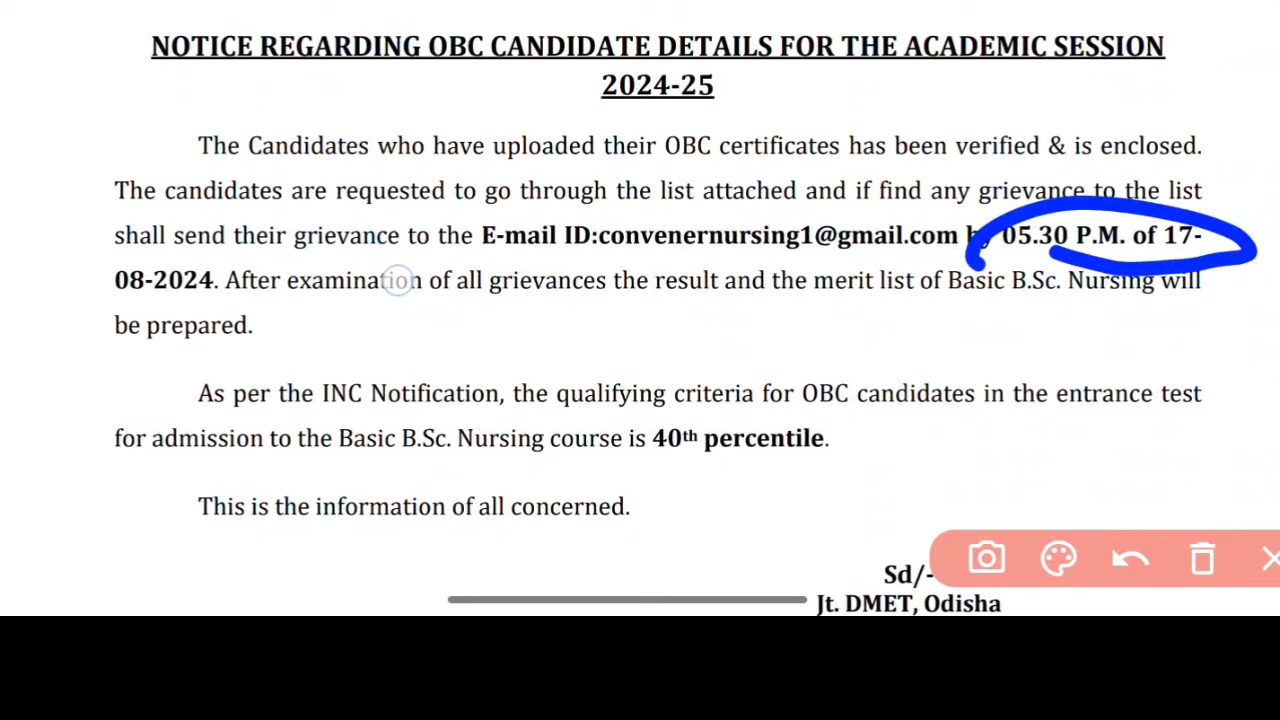 NOTICE REGARDING OBC CANDIDATE DETAILS FOR THE ACADEMIC SESSION
2024-25
The Candidates who have uploaded their OBC certificates has been verified & is enclosed.
The candidates are requested to go through the list attached and if find any grievance to the list
shall send their grievance to the E-mail ID:convenernursing1@gmail.com by 05.30 P.M. of 17-
08-2024. After examination of all grievances the result and the merit list of Basic B.Sc. Nursing will
be prepared.
As per the INC Notification, the qualifying criteria for OBC candidates in the entrance test
for admission to the Basic B.Sc. Nursing course is 40th percentile.
This is the information of all concerned.
Sd/-
Jt. DMET, Odisha